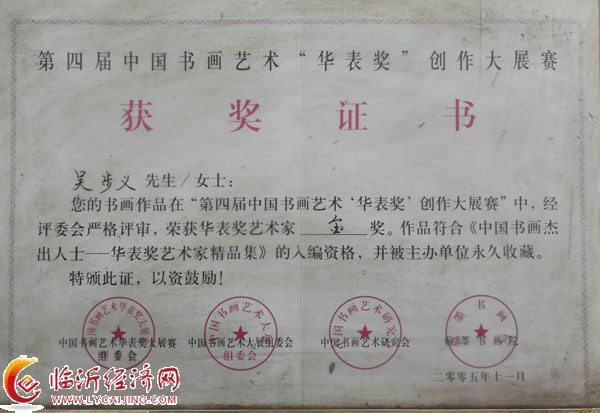 第四届中国书画艺术“华表奖”创作大展赛
获奖证书
吴步义 先生/女士：
您的书画作品在“第四届中国书画艺术‘华表奖’创作大展赛”中，经
评委会严格评审，荣获华表奖艺术家 金 奖。作品符合《中国书画杰
出人士——华表奖艺术家精品集》的入编资格，并被主办单位永久收藏。
特颁此证，以资鼓励！
中国书画艺术华表奖大展赛
组委会
中国书画艺术大展组委会
组委会
中国书画艺术研究会
翰墨书画院
二〇〇五年十一月
临沂经济网
WWW.LYCAIJING.COM